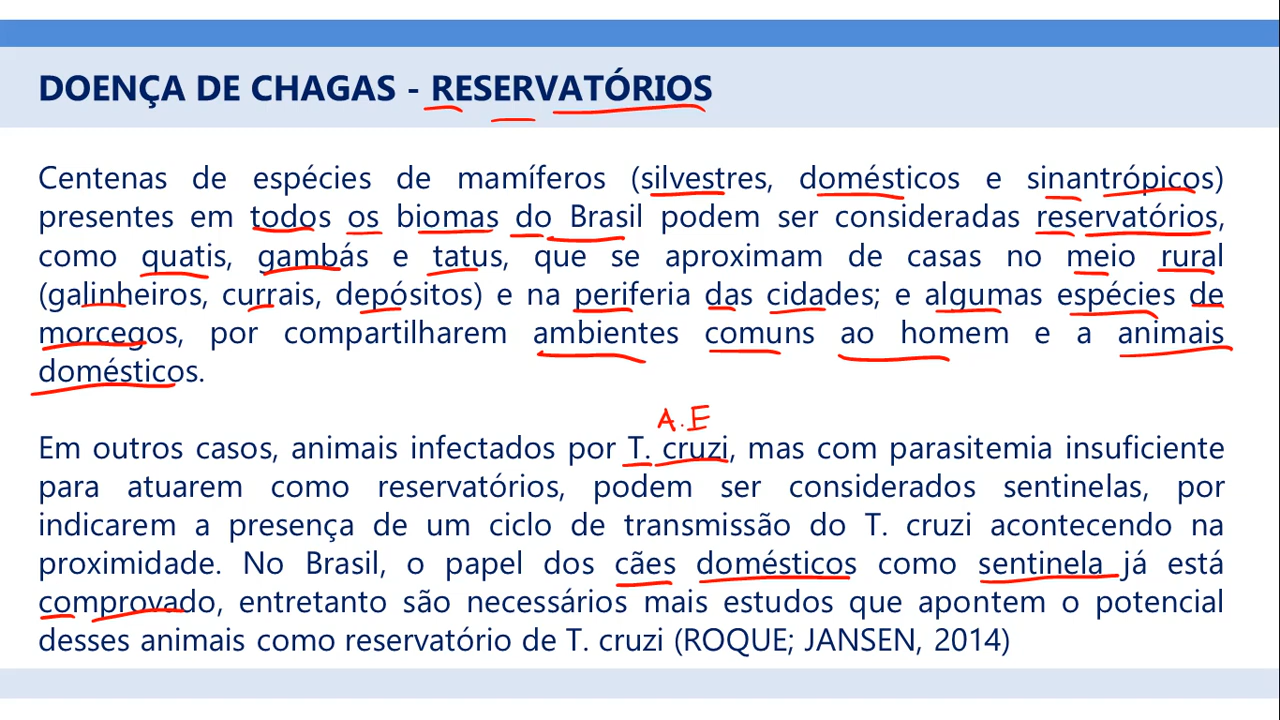 DOENÇA DE CHAGAS - RESERVATÓRIOS
Centenas de espécies de mamíferos (silvestres, domésticos e sinantrópicos)
presentes em todos os biomas do Brasil podem ser consideradas reservatórios,
como quatis, gambás e tatus, que se aproximam de casas no meio rural
(galinheiros, currais, depósitos) e na periferia das cidades; e algumas espécies de
morcegos, por compartilharem ambientes comuns ao homem e a animais
domésticos.
A.E
Em outros casos, animais infectados por T. cruzi, mas com parasitemia insuficiente
para atuarem como reservatórios, podem ser considerados sentinelas, por
indicarem a presença de um ciclo de transmissão do T. cruzi acontecendo na
proximidade. No Brasil, o papel dos cães domésticos como sentinela já está
comprovado, entretanto são necessários mais estudos que apontem o potencial
desses animais como reservatório de T. cruzi (ROQUE; JANSEN, 2014)